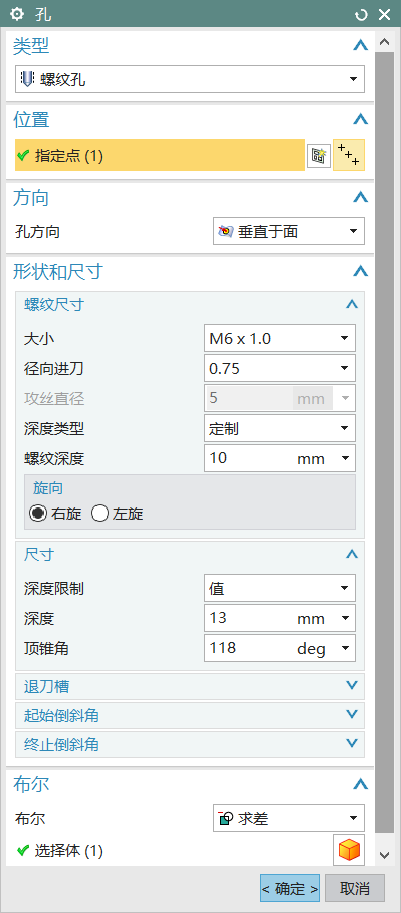 孔
类型
螺纹孔
位置
指定点 (1)
方向
孔方向 垂直于面
形状和尺寸
螺纹尺寸
大小 M6 x 1.0
径向进刀 0.75
攻丝直径 5 mm
深度类型 定制
螺纹深度 10 mm
旋向
右旋 左旋
尺寸
深度限制 值
深度 13 mm
顶锥角 118 deg
退刀槽
起始倒斜角
终止倒斜角
布尔
布尔 求差
选择体 (1)
< 确定 > 取消